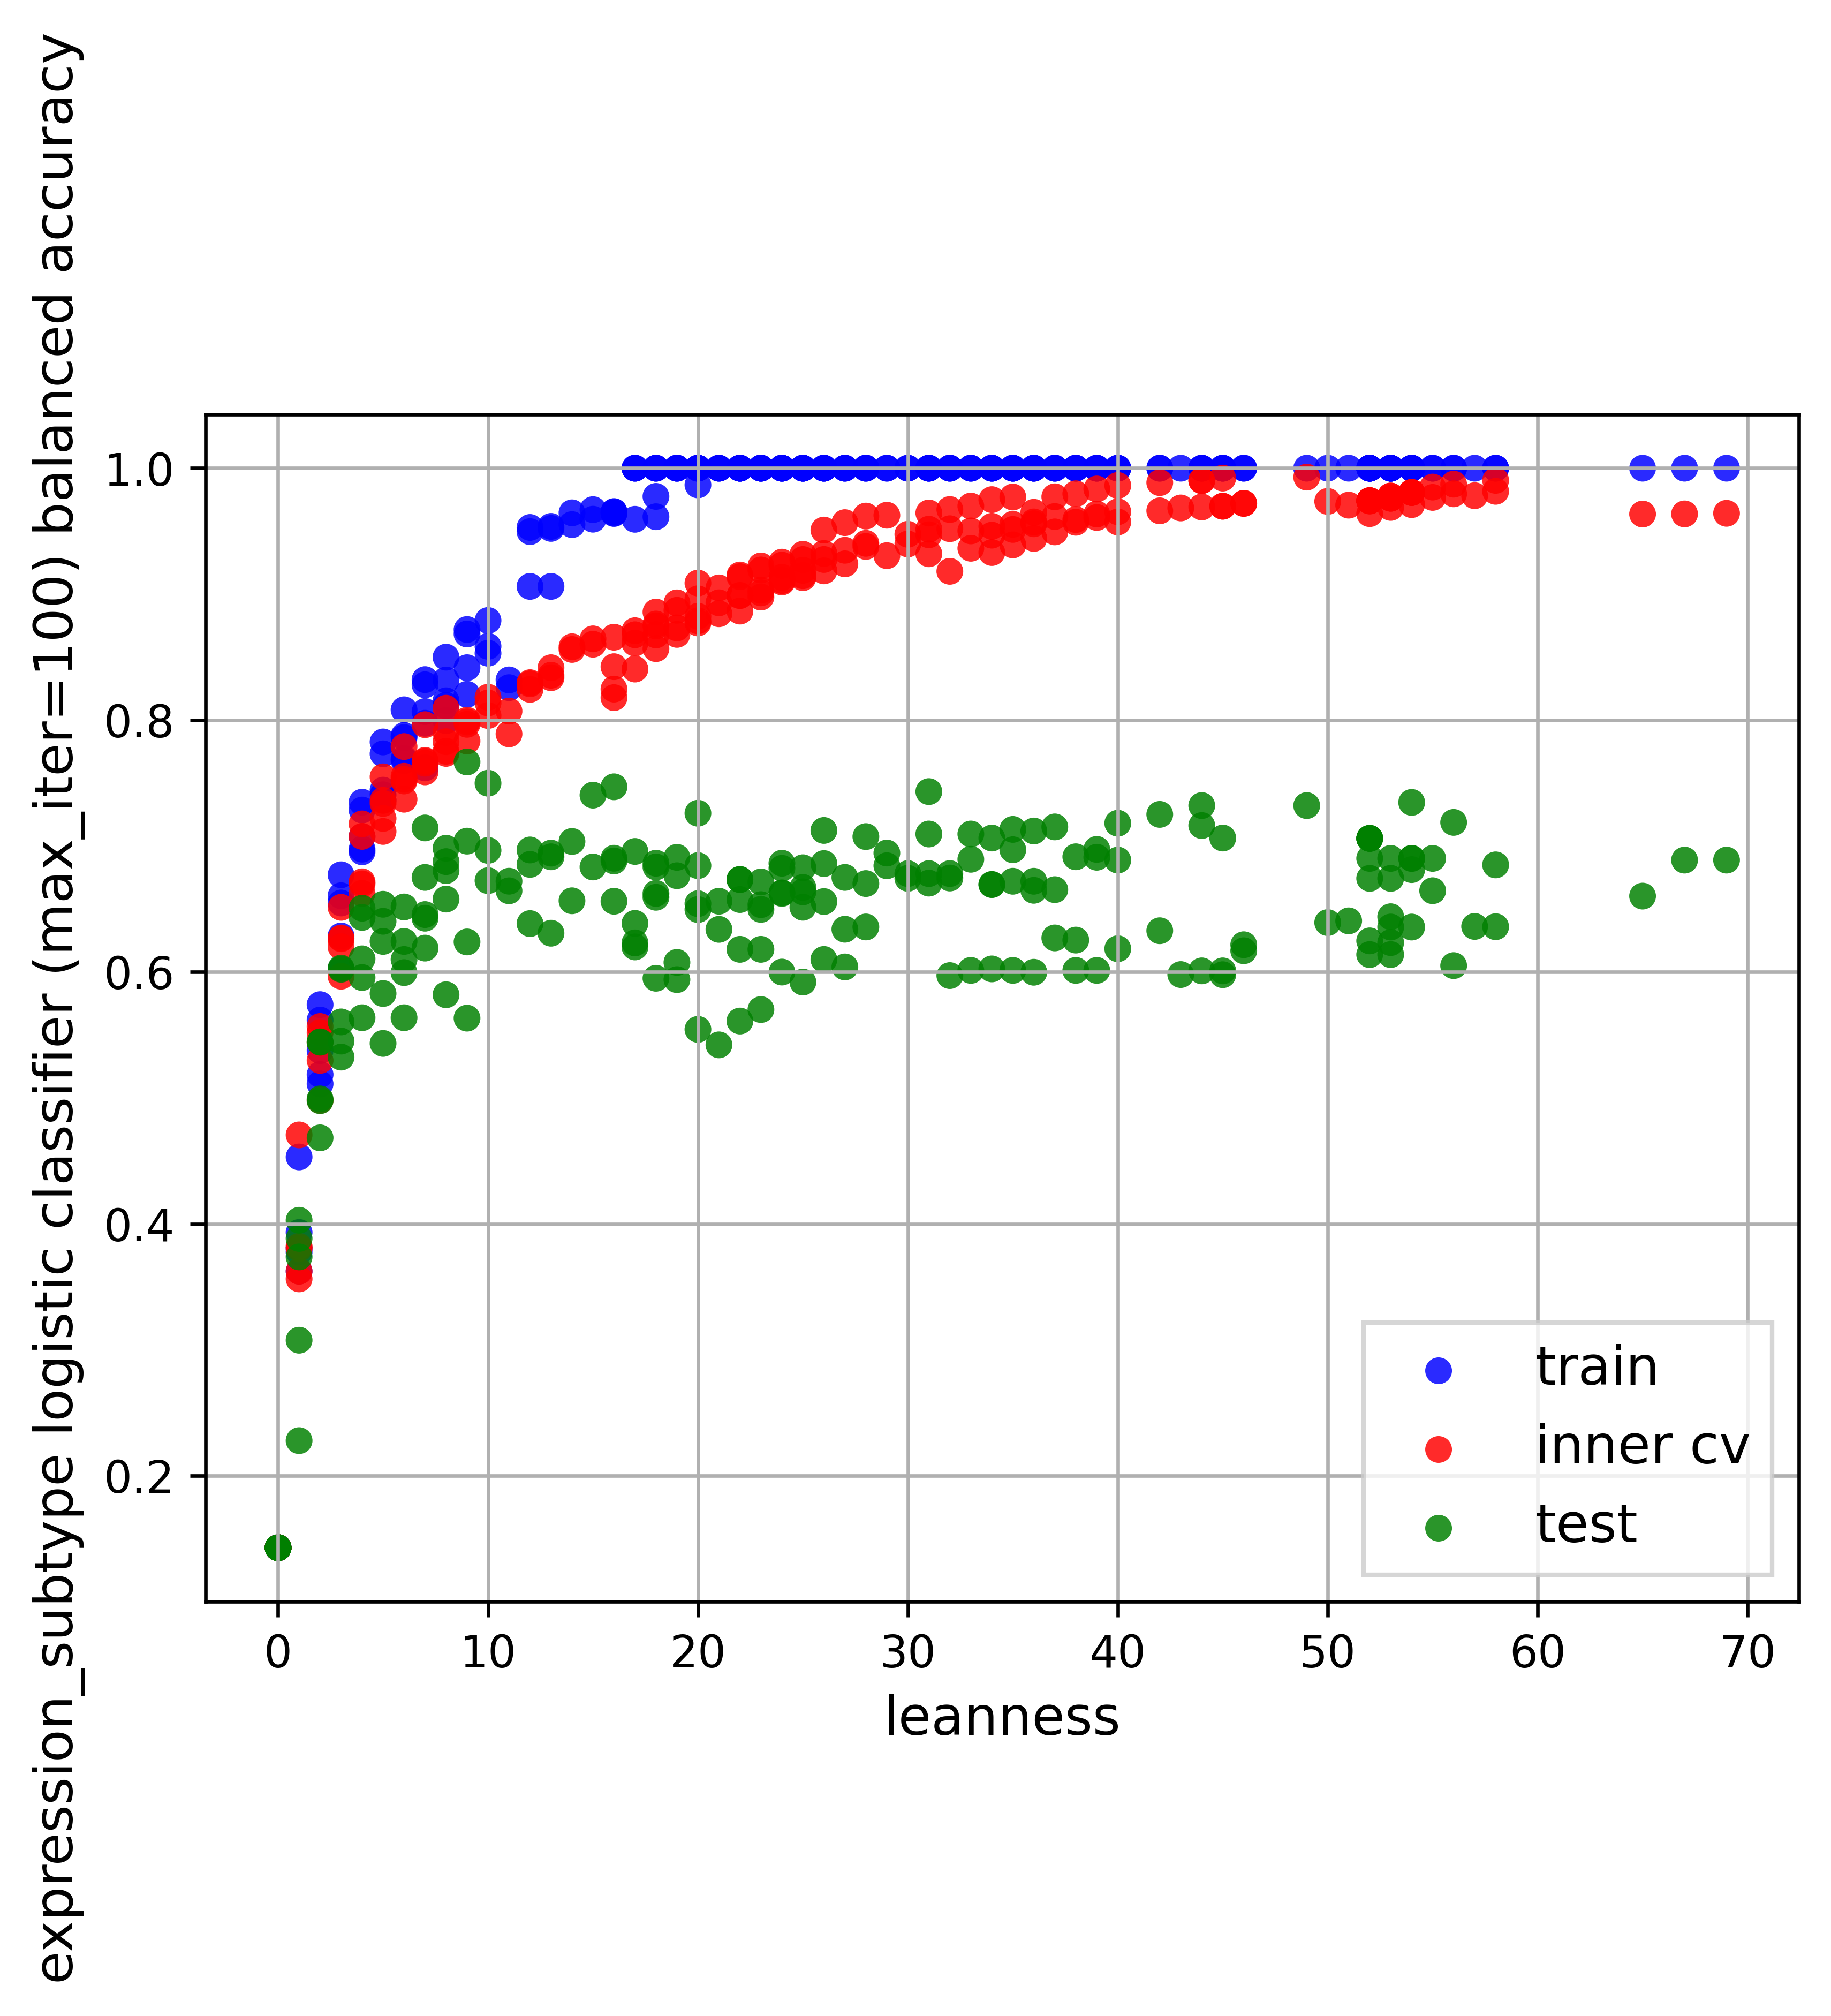 expression_subtype logistic classifier (max_iter=100) balanced accuracy
1.0
0.8
0.6
0.4
0.2
train
inner cv
test
0 10 20 30 40 50 60 70
leanness